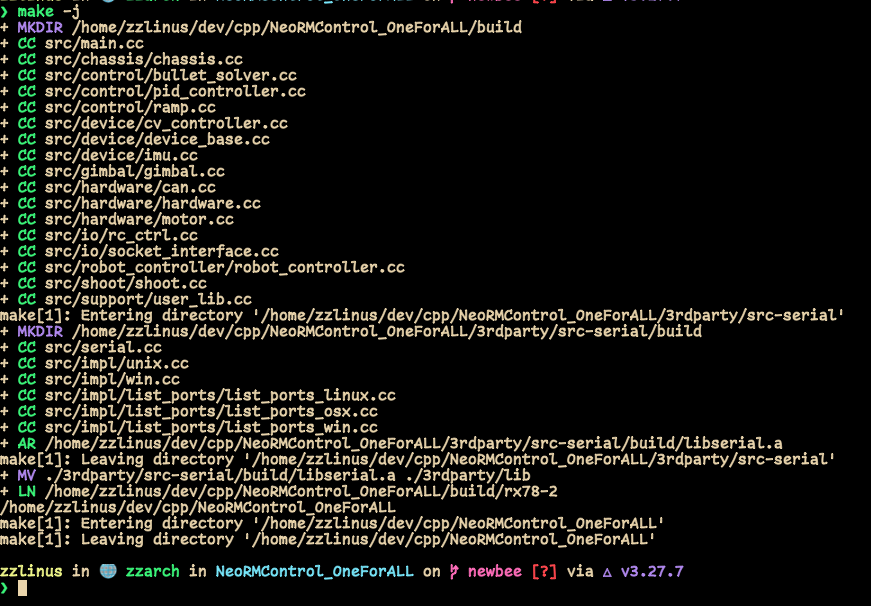 ❯ make -j
+ MKDIR /home/zzlinus/dev/cpp/NeoRMControl_OneForALL/build
+ CC src/main.cc
+ CC src/chassis/chassis.cc
+ CC src/control/bullet_solver.cc
+ CC src/control/pid_controller.cc
+ CC src/control/ramp.cc
+ CC src/device/cv_controller.cc
+ CC src/device/device_base.cc
+ CC src/device/imu.cc
+ CC src/gimbal/gimbal.cc
+ CC src/hardware/can.cc
+ CC src/hardware/hardware.cc
+ CC src/hardware/motor.cc
+ CC src/io/rc_ctrl.cc
+ CC src/io/socket_interface.cc
+ CC src/robot_controller/robot_controller.cc
+ CC src/shoot/shoot.cc
+ CC src/support/user_lib.cc
make[1]: Entering directory '/home/zzlinus/dev/cpp/NeoRMControl_OneForALL/3rdparty/src-serial'
+ MKDIR /home/zzlinus/dev/cpp/NeoRMControl_OneForALL/3rdparty/src-serial/build
+ CC src/serial.cc
+ CC src/impl/unix.cc
+ CC src/impl/win.cc
+ CC src/impl/list_ports/list_ports_linux.cc
+ CC src/impl/list_ports/list_ports_osx.cc
+ CC src/impl/list_ports/list_ports_win.cc
+ AR /home/zzlinus/dev/cpp/NeoRMControl_OneForALL/3rdparty/src-serial/build/libserial.a
make[1]: Leaving directory '/home/zzlinus/dev/cpp/NeoRMControl_OneForALL/3rdparty/src-serial'
+ MV ./3rdparty/src-serial/build/libserial.a ./3rdparty/lib
+ LN /home/zzlinus/dev/cpp/NeoRMControl_OneForALL/build/rx78-2
/home/zzlinus/dev/cpp/NeoRMControl_OneForALL
make[1]: Entering directory '/home/zzlinus/dev/cpp/NeoRMControl_OneForALL'
make[1]: Leaving directory '/home/zzlinus/dev/cpp/NeoRMControl_OneForALL'
zzlinus in 🌐 zzarch in NeoRMControl_OneForALL on newbee [?] via △ v3.27.7
❯